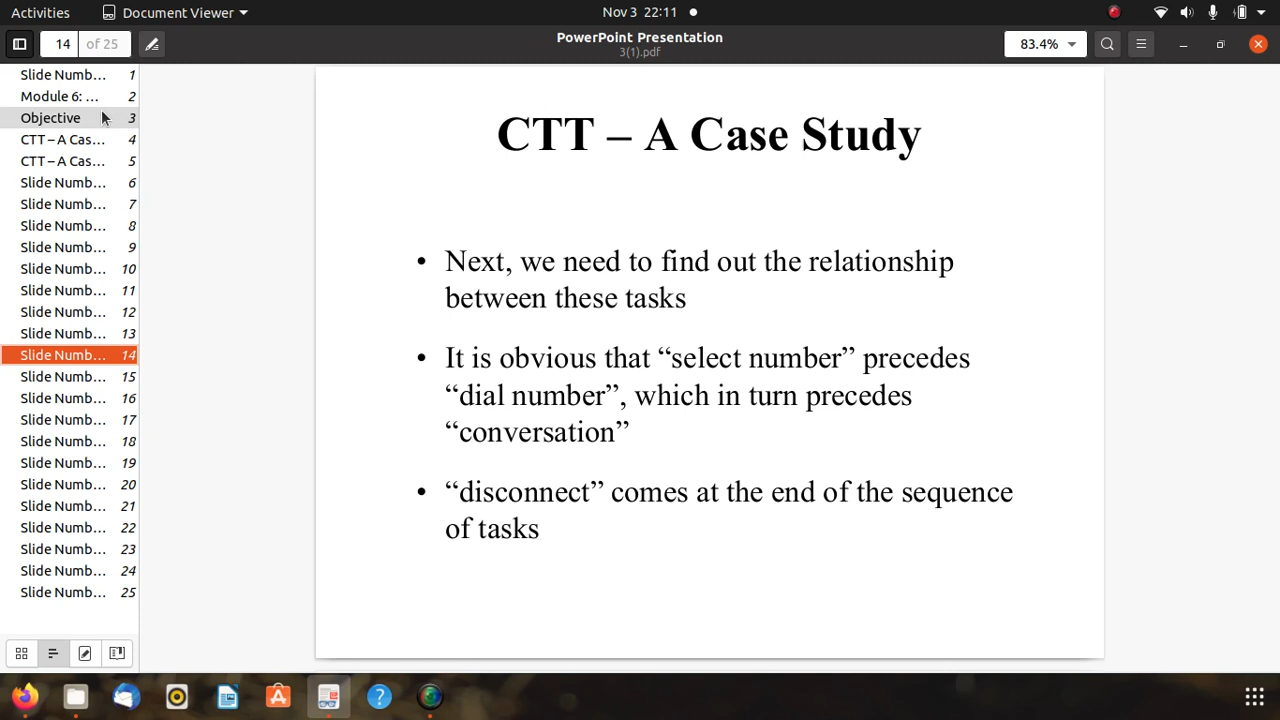 Activities
Document Viewer
Nov 3 22:11
14 of 25
PowerPoint Presentation
3(1).pdf
83.4%
Slide Numb… 1
Module 6: … 2
Objective 3
CTT – A Cas… 4
CTT – A Cas… 5
Slide Numb… 6
Slide Numb… 7
Slide Numb… 8
Slide Numb… 9
Slide Numb… 10
Slide Numb… 11
Slide Numb… 12
Slide Numb… 13
Slide Numb… 14
Slide Numb… 15
Slide Numb… 16
Slide Numb… 17
Slide Numb… 18
Slide Numb… 19
Slide Numb… 20
Slide Numb… 21
Slide Numb… 22
Slide Numb… 23
Slide Numb… 24
Slide Numb… 25
CTT – A Case Study
• Next, we need to find out the relationship
between these tasks
• It is obvious that “select number” precedes
“dial number”, which in turn precedes
“conversation”
• “disconnect” comes at the end of the sequence
of tasks